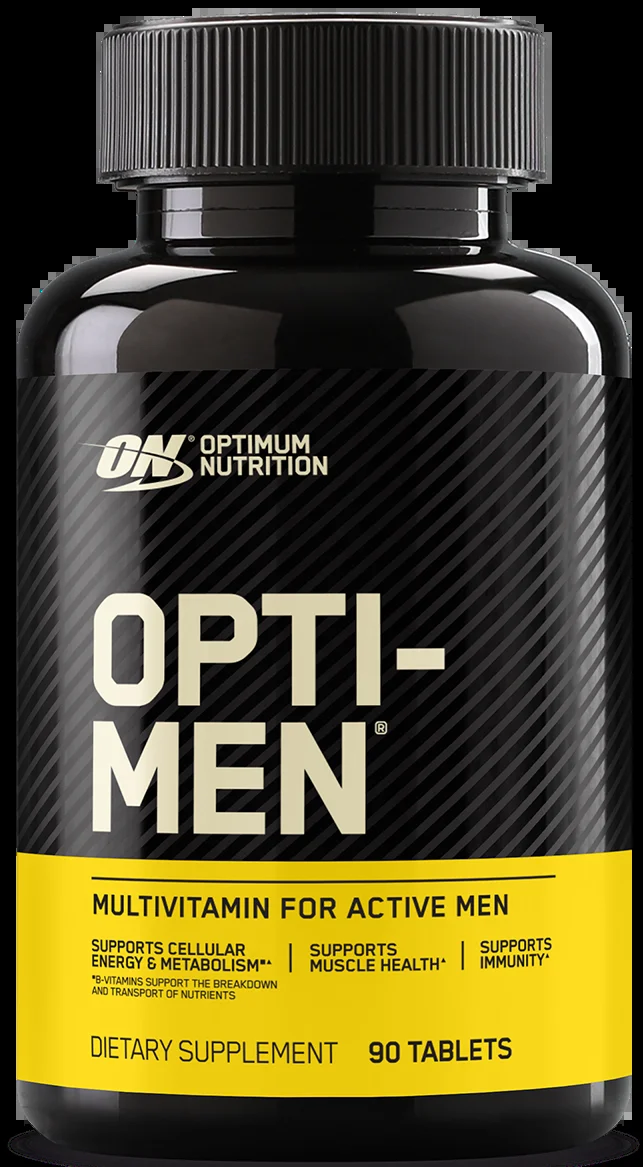 ON® OPTIMUM
NUTRITION
OPTI-
MEN®
MULTIVITAMIN FOR ACTIVE MEN
SUPPORTS CELLULAR
ENERGY & METABOLISM■▲
SUPPORTS
MUSCLE HEALTH▲
SUPPORTS
IMMUNITY▲
■B-VITAMINS SUPPORT THE BREAKDOWN
AND TRANSPORT OF NUTRIENTS
DIETARY SUPPLEMENT 90 TABLETS